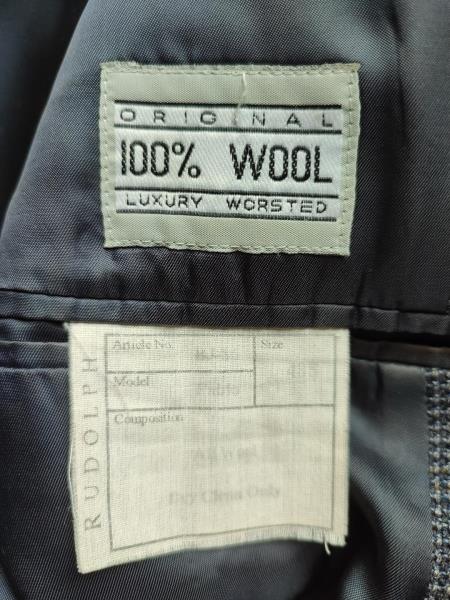 ORIGINAL
100% WOOL
LUXURY WORSTED
RUDOLPH
Article No.
Size
Model
Composition
Dry Clean Only